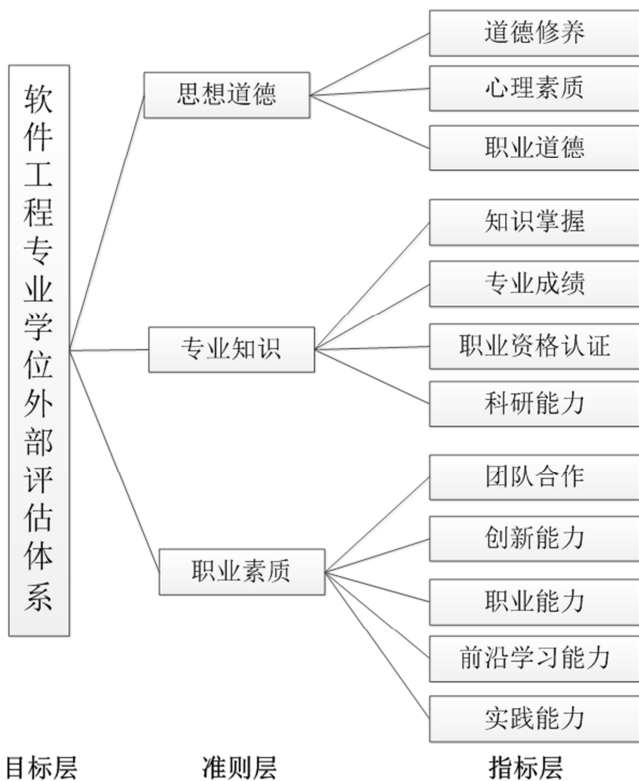 软件工程专业学位外部评估体系
思想道德
道德修养
心理素质
职业道德
专业知识
知识掌握
专业成绩
职业资格认证
科研能力
职业素质
团队合作
创新能力
职业能力
前沿学习能力
实践能力
目标层
准则层
指标层